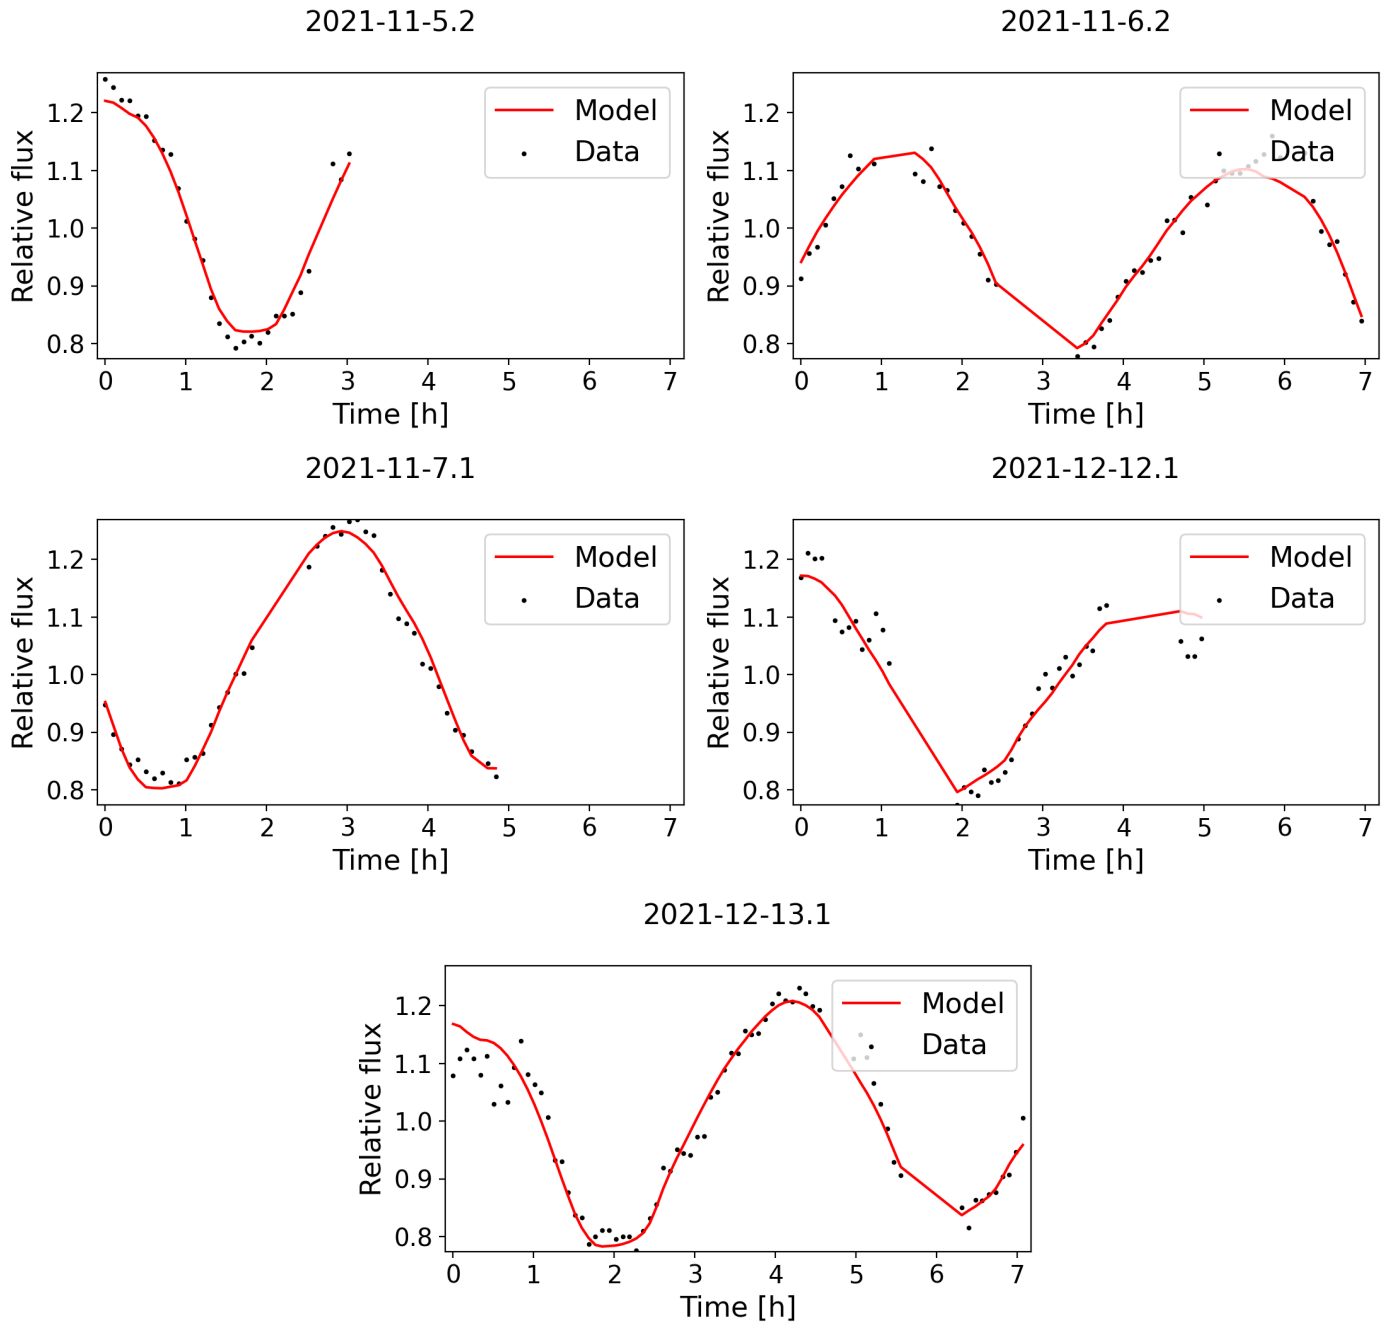 2021-11-5.2
Relative flux
1.2
1.1
1.0
0.9
0.8
Model
Data
0 1 2 3 4 5 6 7
Time [h]
2021-11-6.2
Relative flux
1.2
1.1
1.0
0.9
0.8
Model
Data
0 1 2 3 4 5 6 7
Time [h]
2021-11-7.1
Relative flux
1.2
1.1
1.0
0.9
0.8
Model
Data
0 1 2 3 4 5 6 7
Time [h]
2021-12-12.1
Relative flux
1.2
1.1
1.0
0.9
0.8
Model
Data
0 1 2 3 4 5 6 7
Time [h]
2021-12-13.1
Relative flux
1.2
1.1
1.0
0.9
0.8
Model
Data
0 1 2 3 4 5 6 7
Time [h]